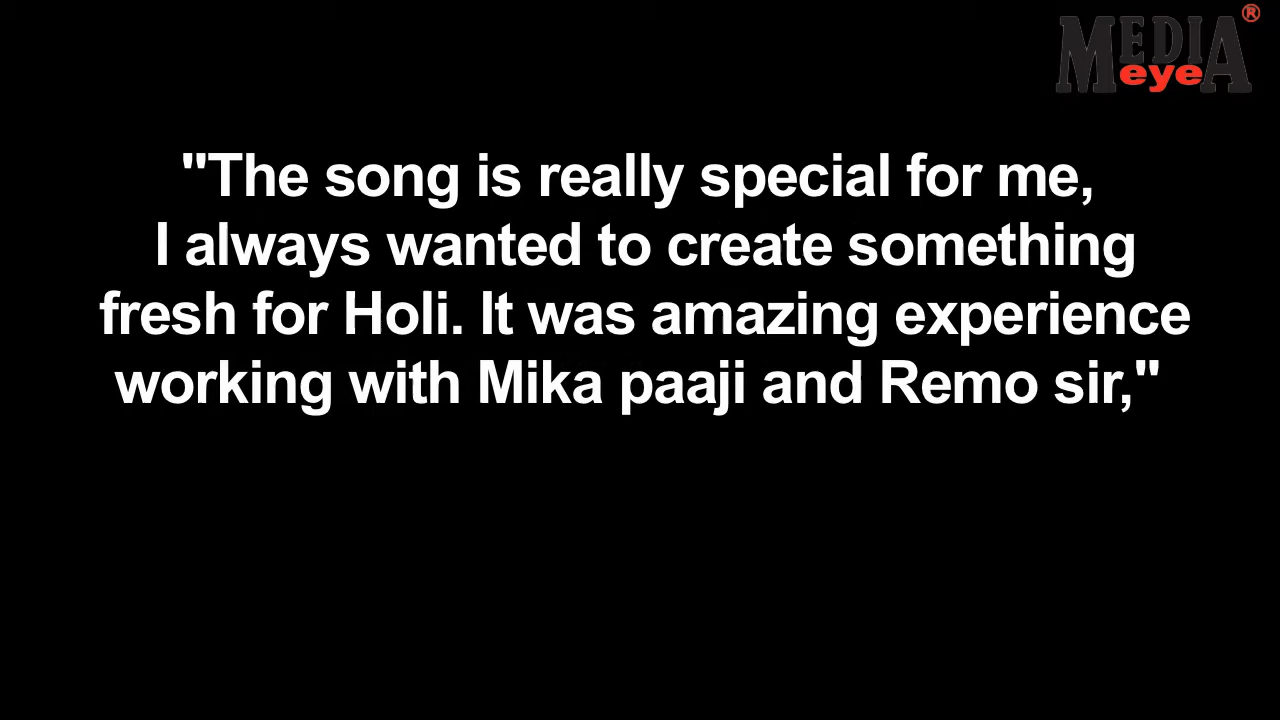 MEDIA
eye
®
"The song is really special for me,
I always wanted to create something
fresh for Holi. It was amazing experience
working with Mika paaji and Remo sir,"